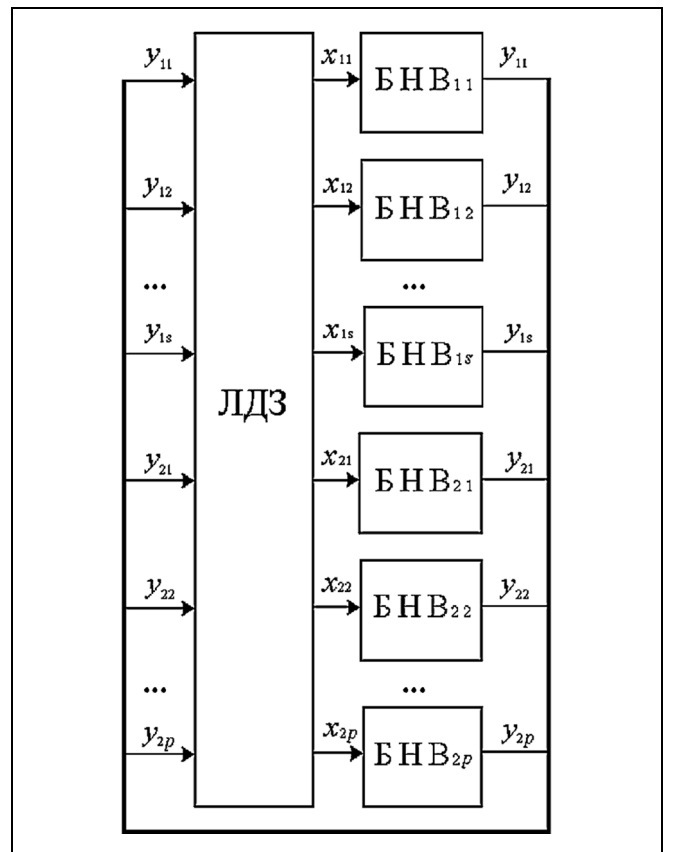 y11 x11 БНВ11 y11
y12 x12 БНВ12 y12
... ...
y1s x1s БНВ1s y1s
ЛДЗ
y21 x21 БНВ21 y21
y22 x22 БНВ22 y22
... ...
y2p x2p БНВ2p y2p